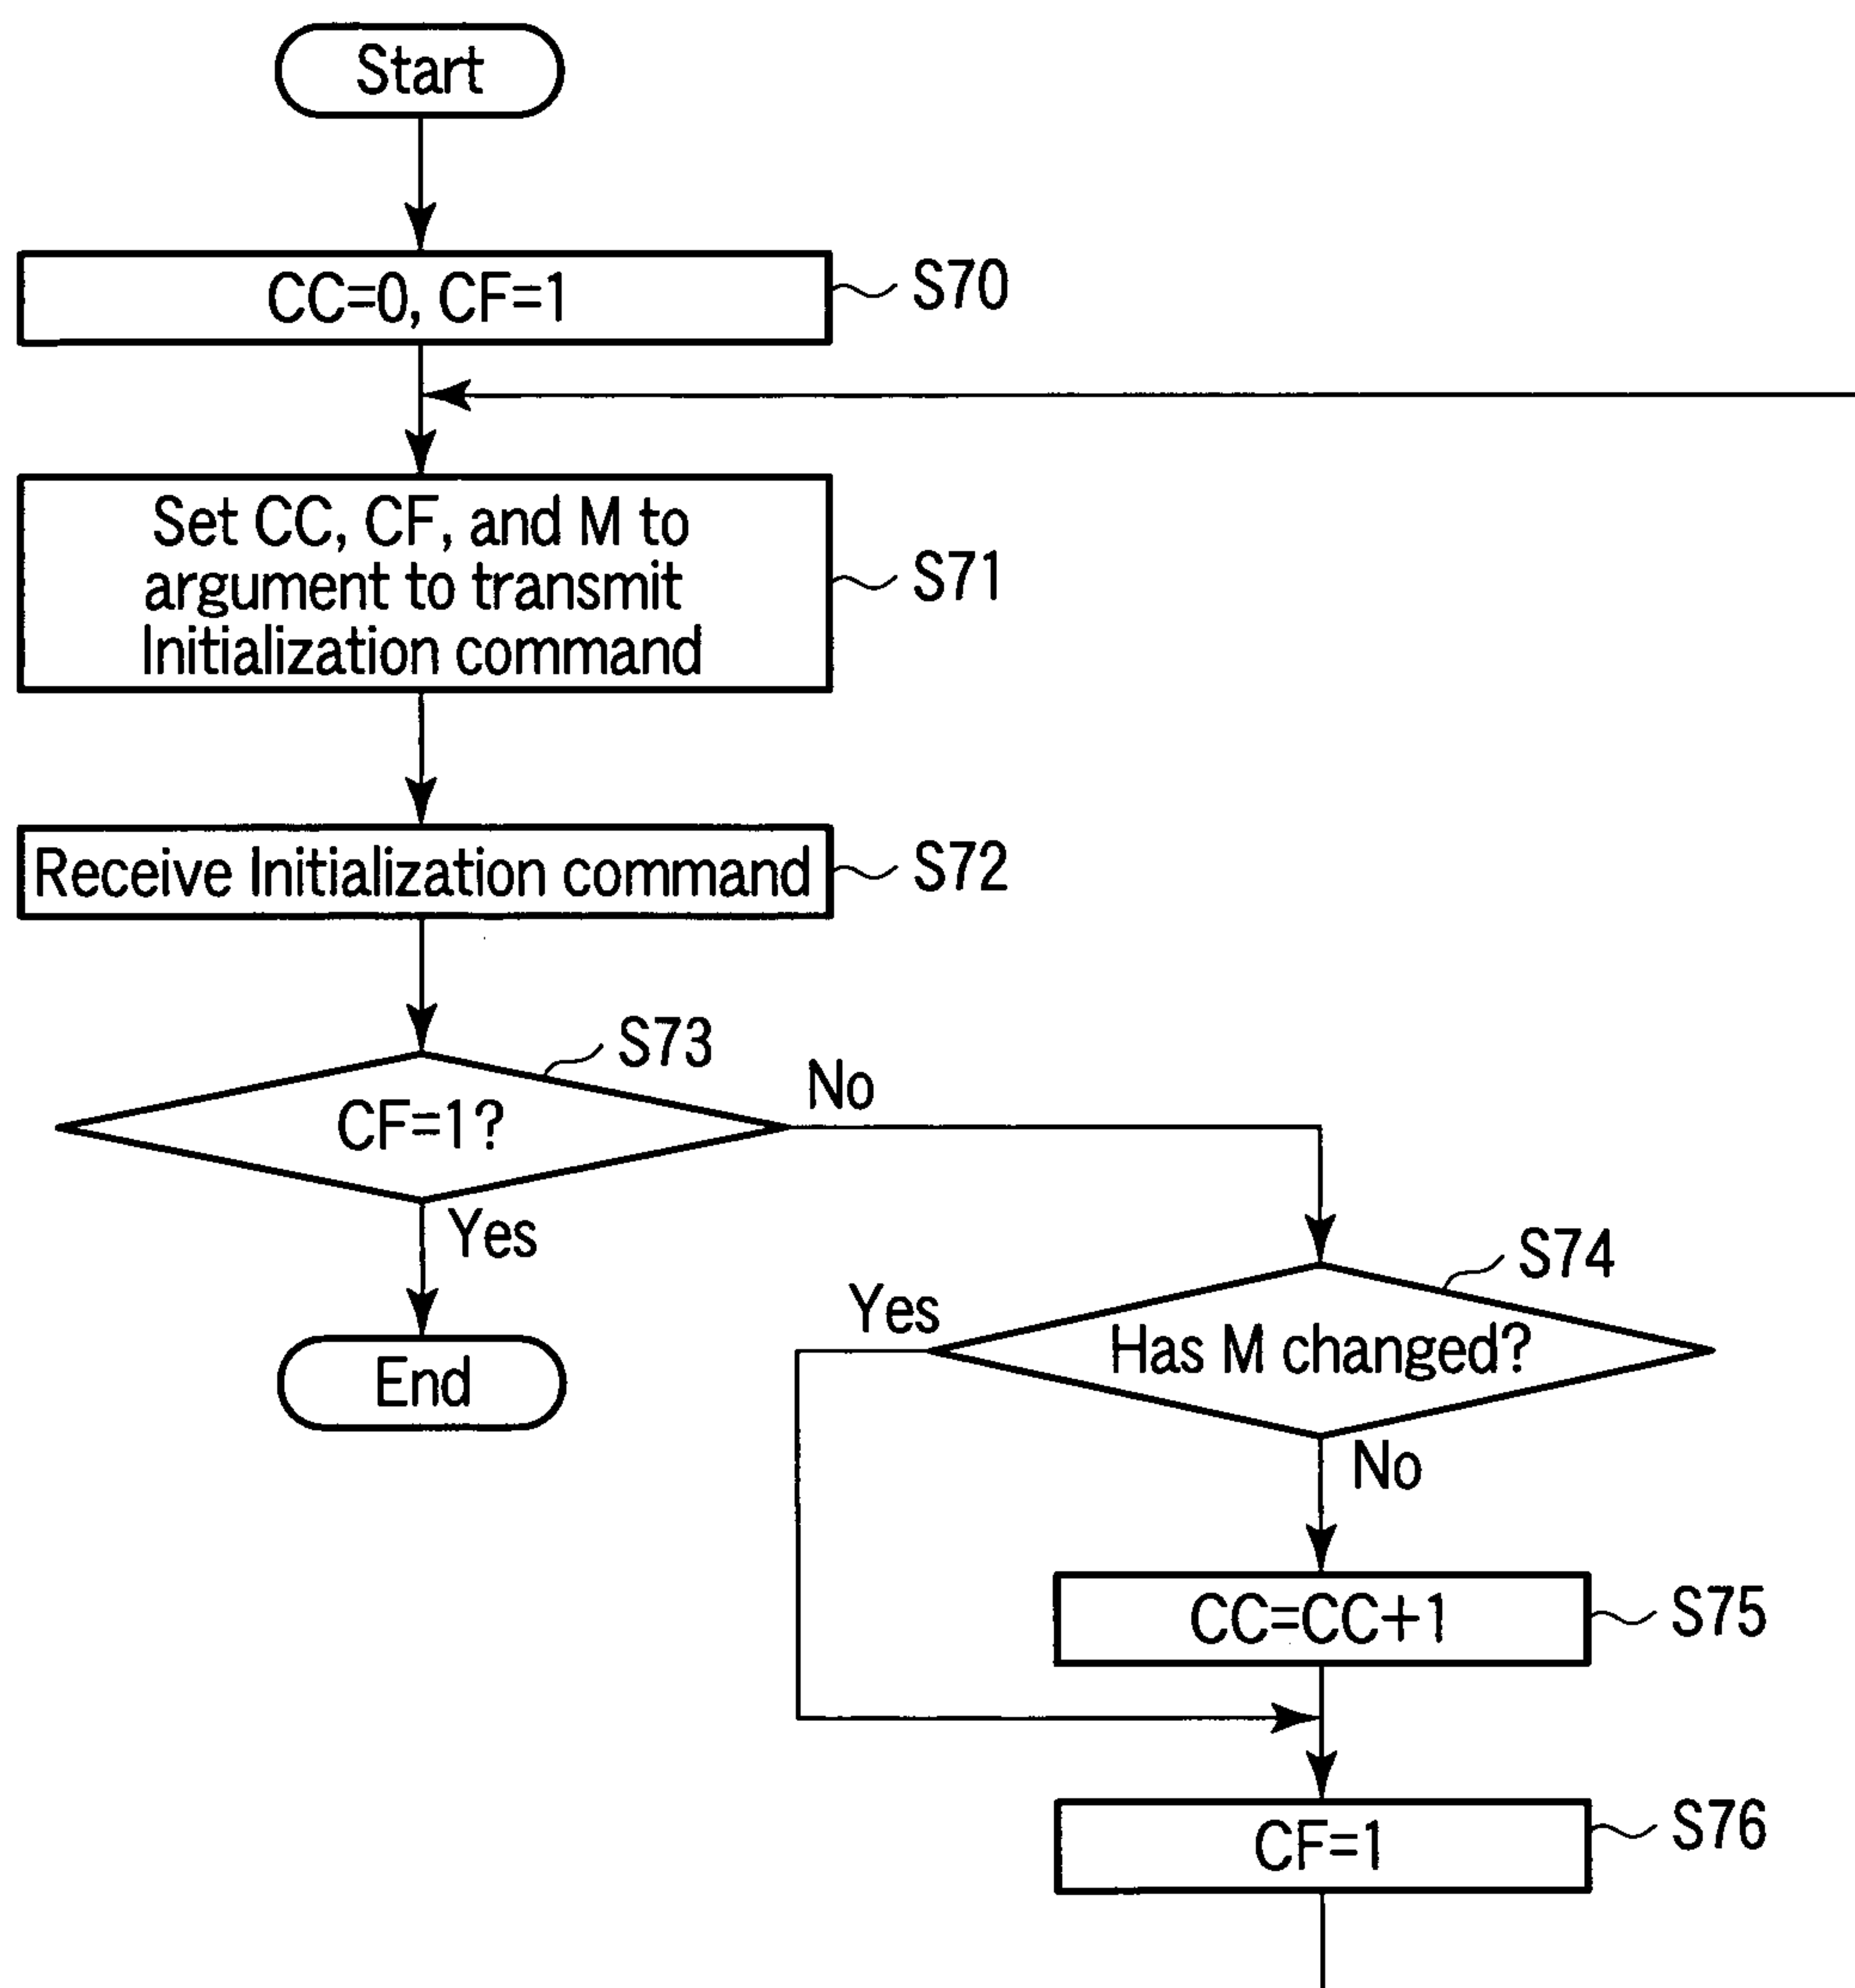 Start
CC=0, CF=1
S70
Set CC, CF, and M to
argument to transmit
Initialization command
S71
Receive Initialization command
S72
S73
CF=1?
No
Yes
End
S74
Has M changed?
Yes
No
CC=CC+1
S75
CF=1
S76